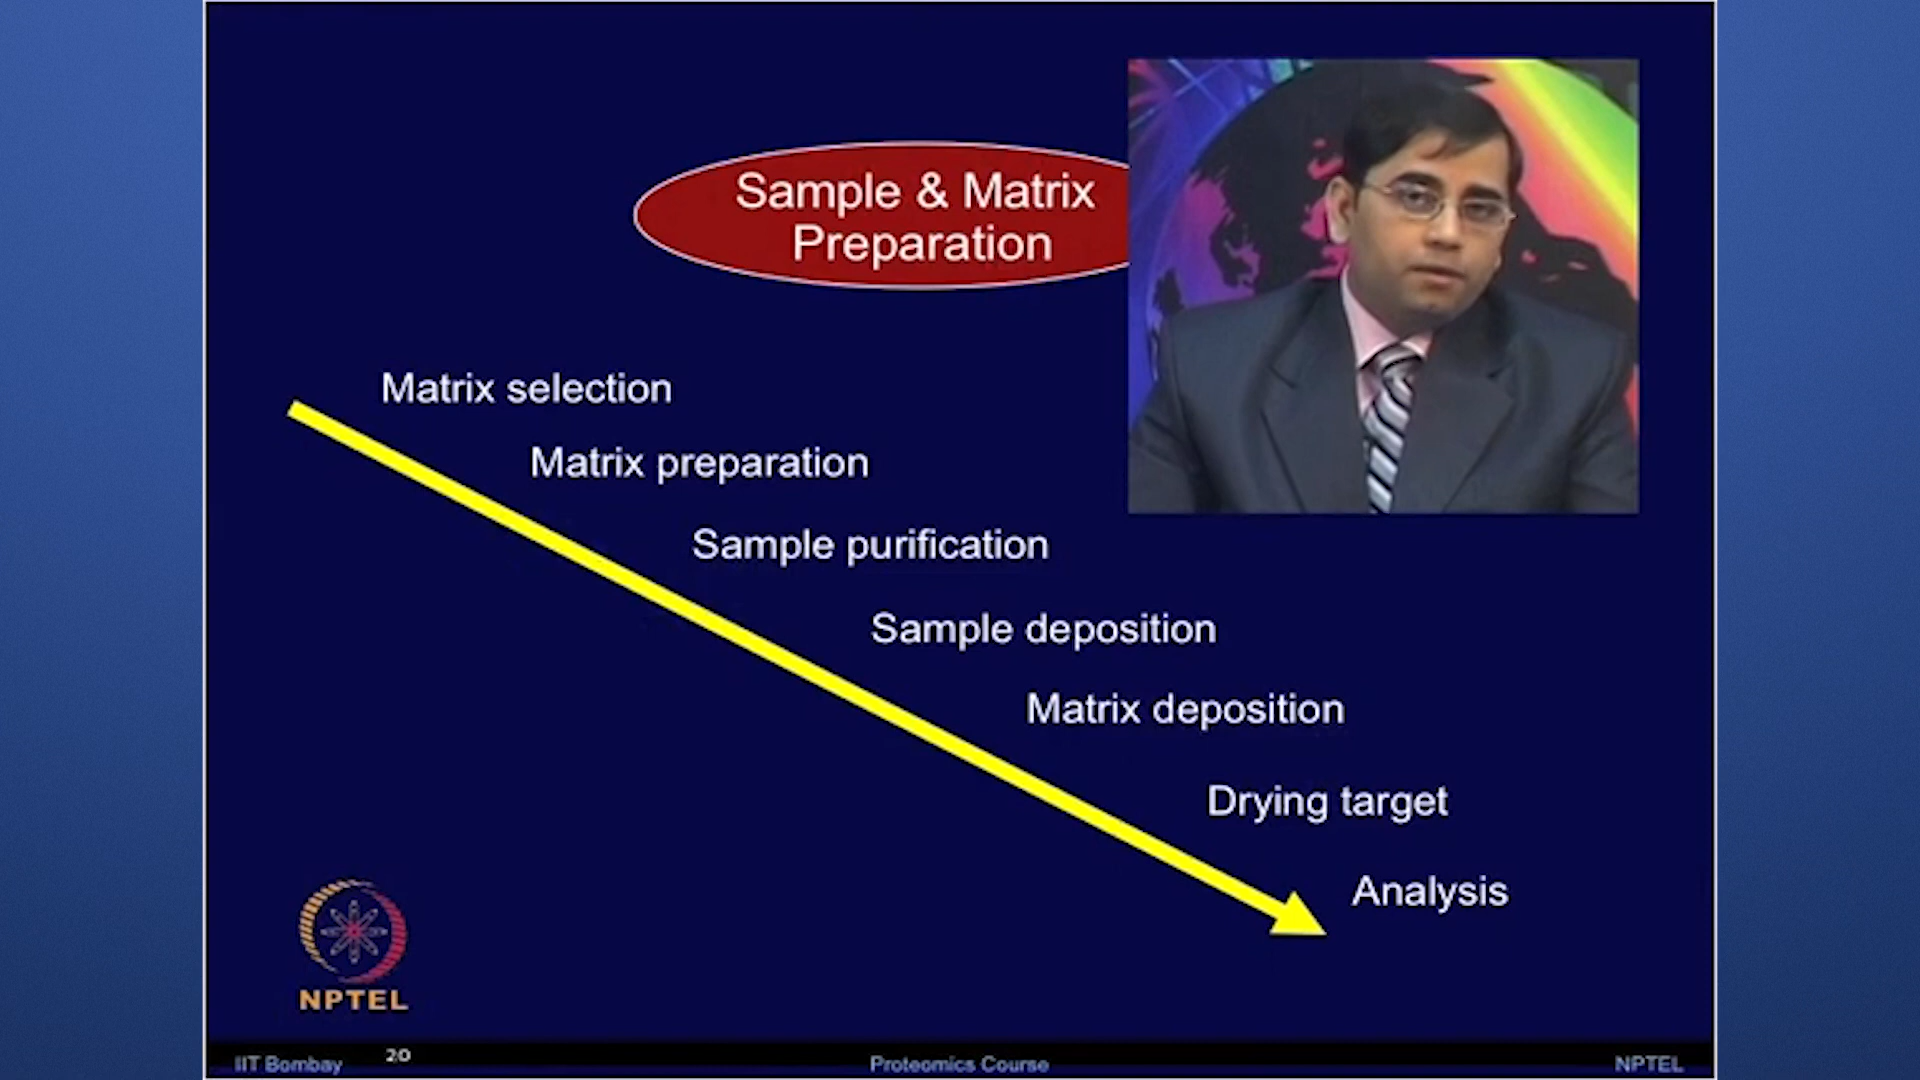 Sample & Matrix
Preparation
Matrix selection
Matrix preparation
Sample purification
Sample deposition
Matrix deposition
Drying target
Analysis
NPTEL
IIT Bombay
20
Proteomics Course
NPTEL